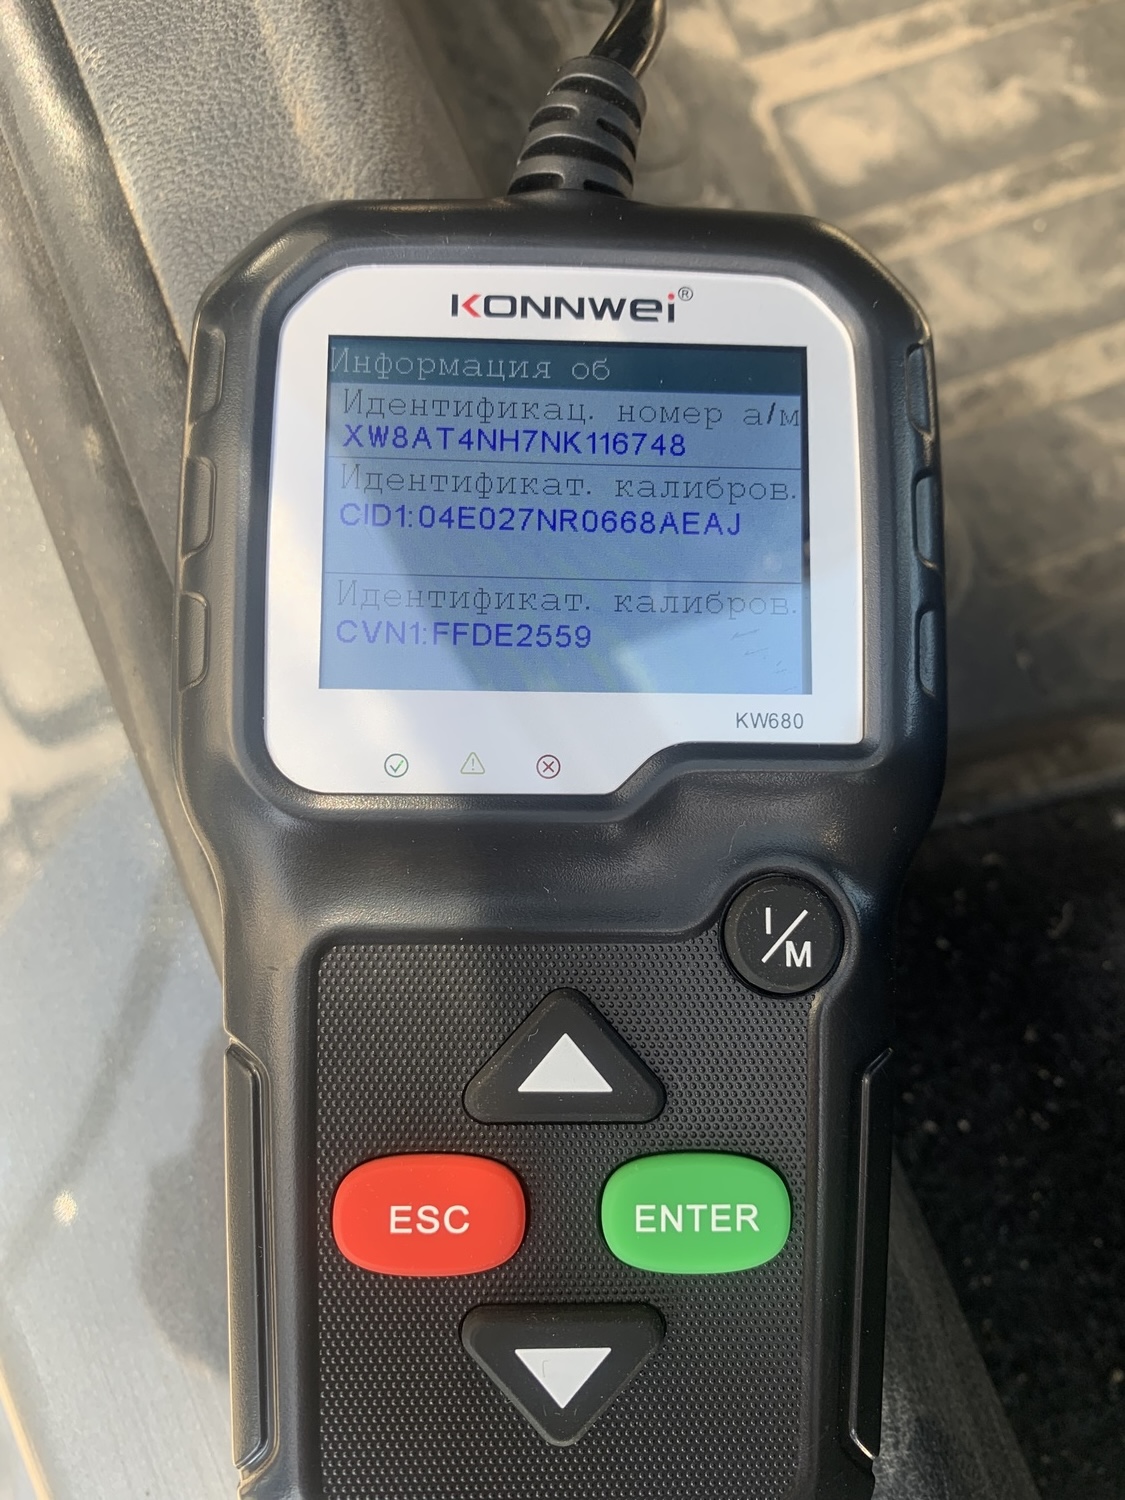 KONNWEI®
Информация об
Идентификац. номер а/м
XW8AT4NH7NK116748
Идентификат. калибров.
CID1:04E027NR0668AEAJ
Идентификат. калибров.
CVN1:FFDE2559
KW680
I/M
ESC
ENTER